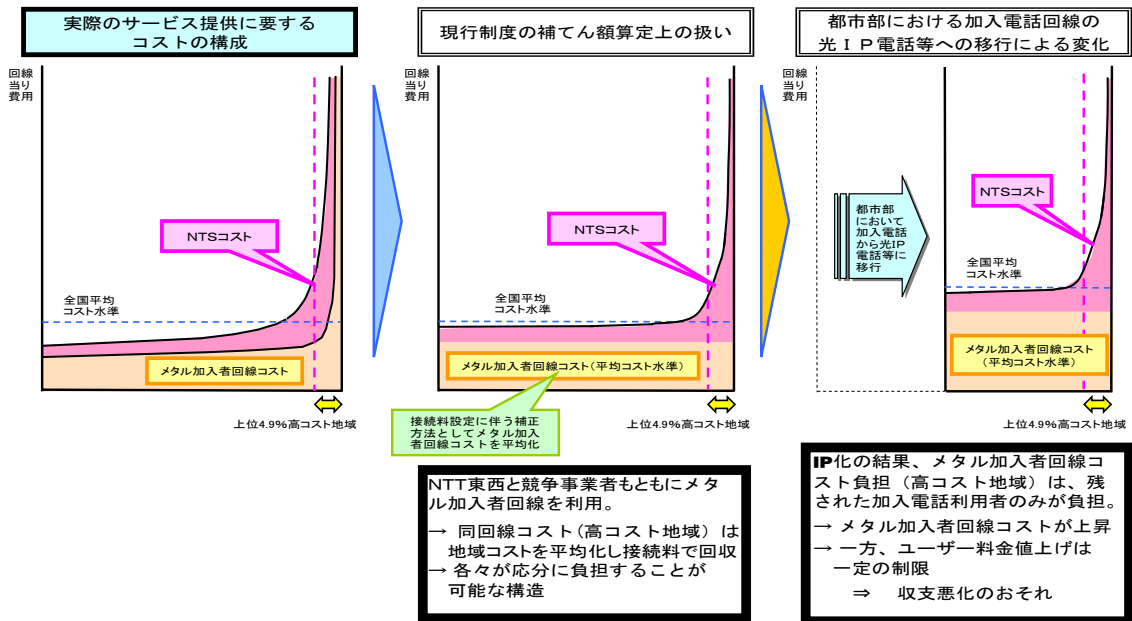 実際のサービス提供に要する
コストの構成
回線
当り
費用
NTSコスト
全国平均
コスト水準
メタル加入者回線コスト
上位4.9%高コスト地域
現行制度の補てん額算定上の扱い
回線
当り
費用
NTSコスト
全国平均
コスト水準
メタル加入者回線コスト(平均コスト水準)
上位4.9%高コスト地域
接続料設定に伴う補正
方法としてメタル加入
者回線コストを平均化
NTT東西と競争事業者もともにメタ
ル加入者回線を利用。
→ 同回線コスト(高コスト地域)は
地域コストを平均化し接続料で回収
→ 各々が応分に負担することが
可能な構造
都市部における加入電話回線の
光IP電話等への移行による変化
回線
当り
費用
都市部
において
加入電話
から光IP
電話等に
移行
NTSコスト
全国平均
コスト水準
メタル加入者回線コスト
(平均コスト水準)
上位4.9%高コスト地域
IP化の結果、メタル加入者回線コ
スト負担(高コスト地域)は、残
された加入電話利用者のみが負担。
→ メタル加入者回線コストが上昇
→ 一方、ユーザー料金値上げは
一定の制限
⇒ 収支悪化のおそれ